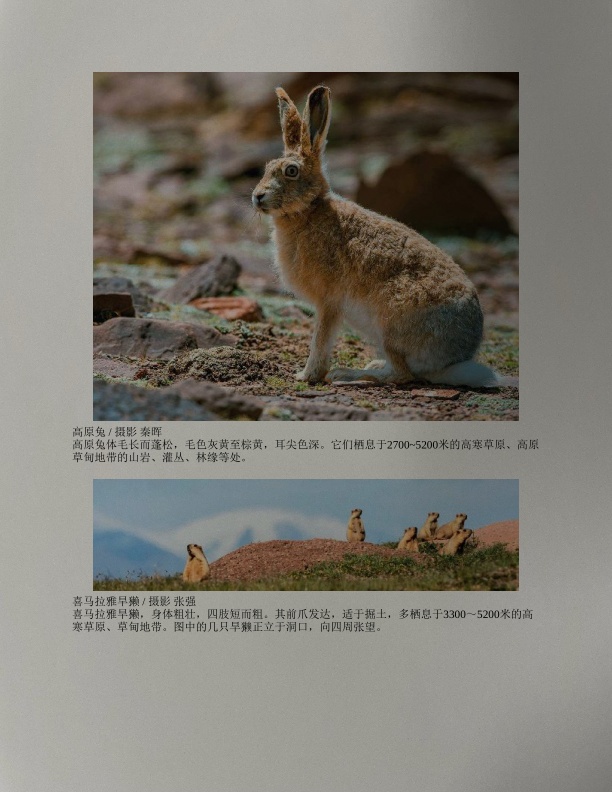 高原兔 / 摄影 秦晖
高原兔体毛长而蓬松，毛色灰黄至棕黄，耳尖色深。它们栖息于2700~5200米的高寒草原、高原
草甸地带的山岩、灌丛、林缘等处。
喜马拉雅旱獭 / 摄影 张强
喜马拉雅旱獭，身体粗壮，四肢短而粗。其前爪发达，适于掘土，多栖息于3300～5200米的高
寒草原、草甸地带。图中的几只旱獭正立于洞口，向四周张望。